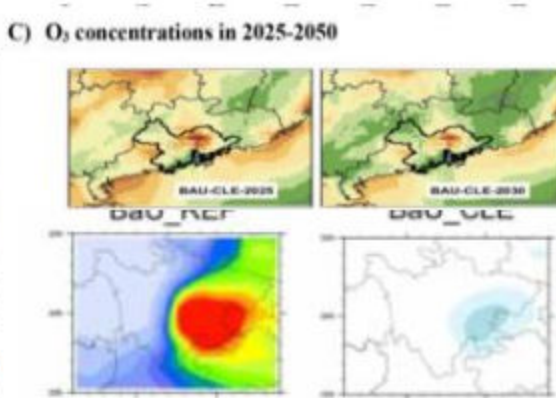 C) O₃ concentrations in 2025-2050
BAU-CLE-2025
BAU-CLE-2030
BaU_REF
BaU_CLE